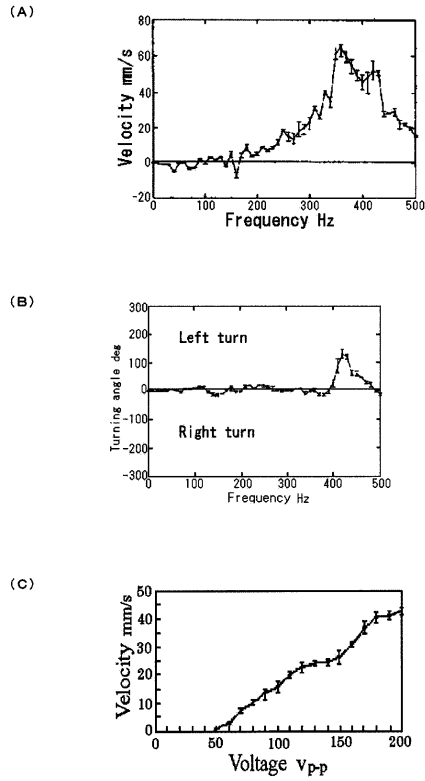 (A)
Velocity mm/s
80
60
40
20
0
-20
0 100 200 300 400 500
Frequency Hz
(B)
Turning angle deg
300
200
100
0
-100
-200
-300
Left turn
Right turn
0 100 200 300 400 500
Frequency Hz
(C)
Velocity mm/s
50
40
30
20
10
0
0 50 100 150 200
Voltage Vp-p